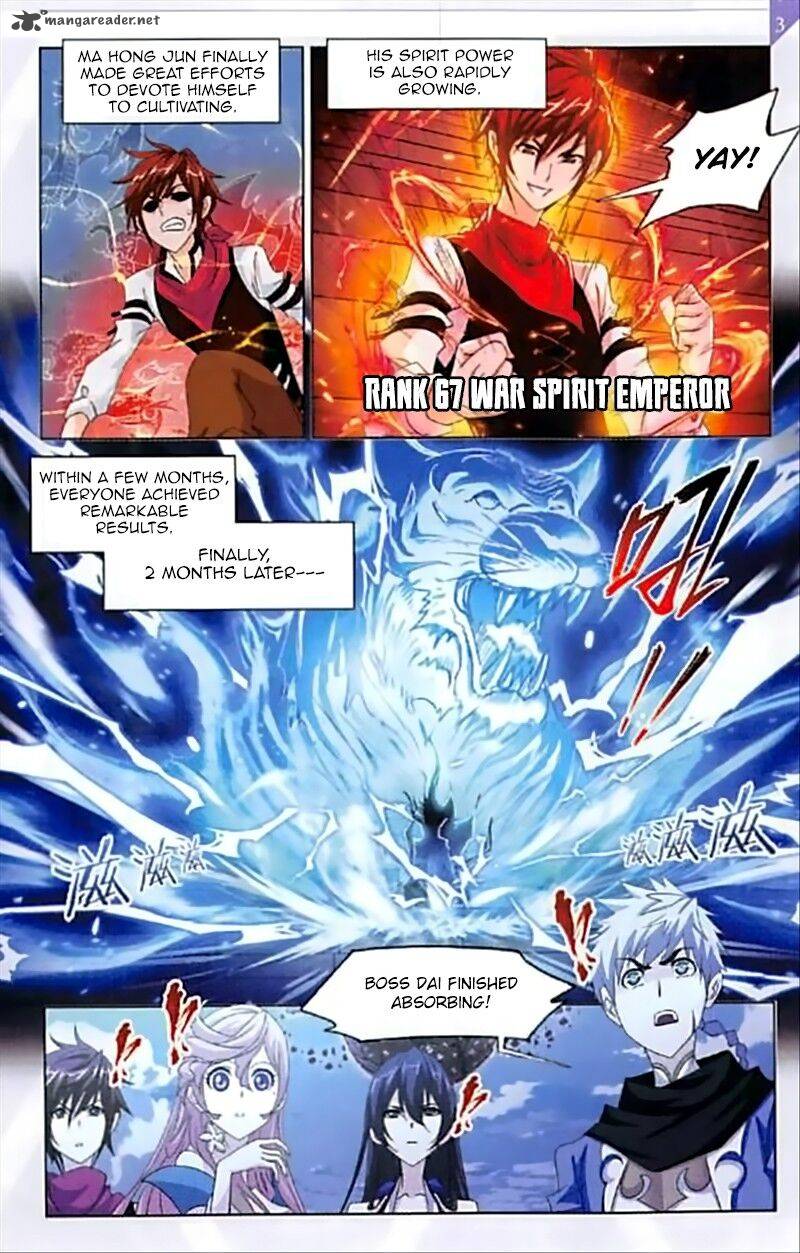 mangareader.net
3
MA HONG JUN FINALLY
MADE GREAT EFFORTS
TO DEVOTE HIMSELF
TO CULTIVATING.
HIS SPIRIT POWER
IS ALSO RAPIDLY
GROWING.
YAY!
RANK 67 WAR SPIRIT EMPEROR
WITHIN A FEW MONTHS,
EVERYONE ACHIEVED
REMARKABLE
RESULTS.
FINALLY,
2 MONTHS LATER---
吼
!!
滋滋滋
滋滋滋
BOSS DAI FINISHED
ABSORBING!